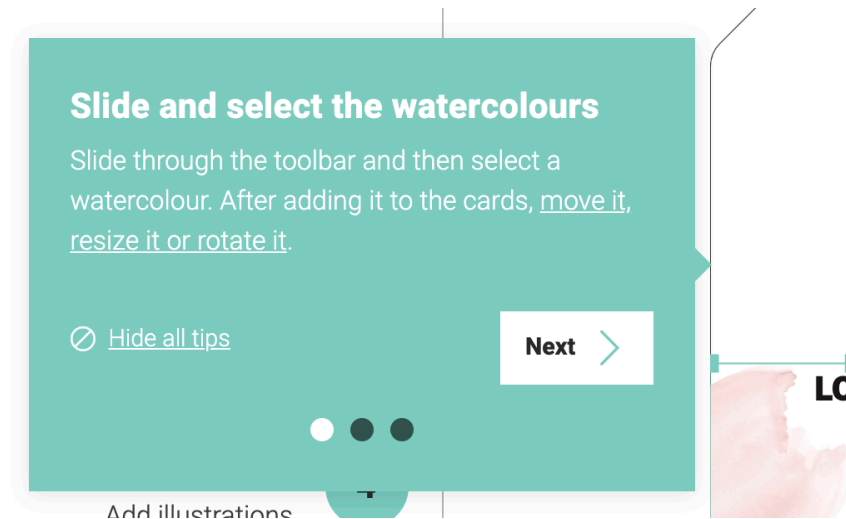 Slide and select the watercolours
Slide through the toolbar and then select a
watercolour. After adding it to the cards, move it,
resize it or rotate it.
Hide all tips
Next
Add illustrations